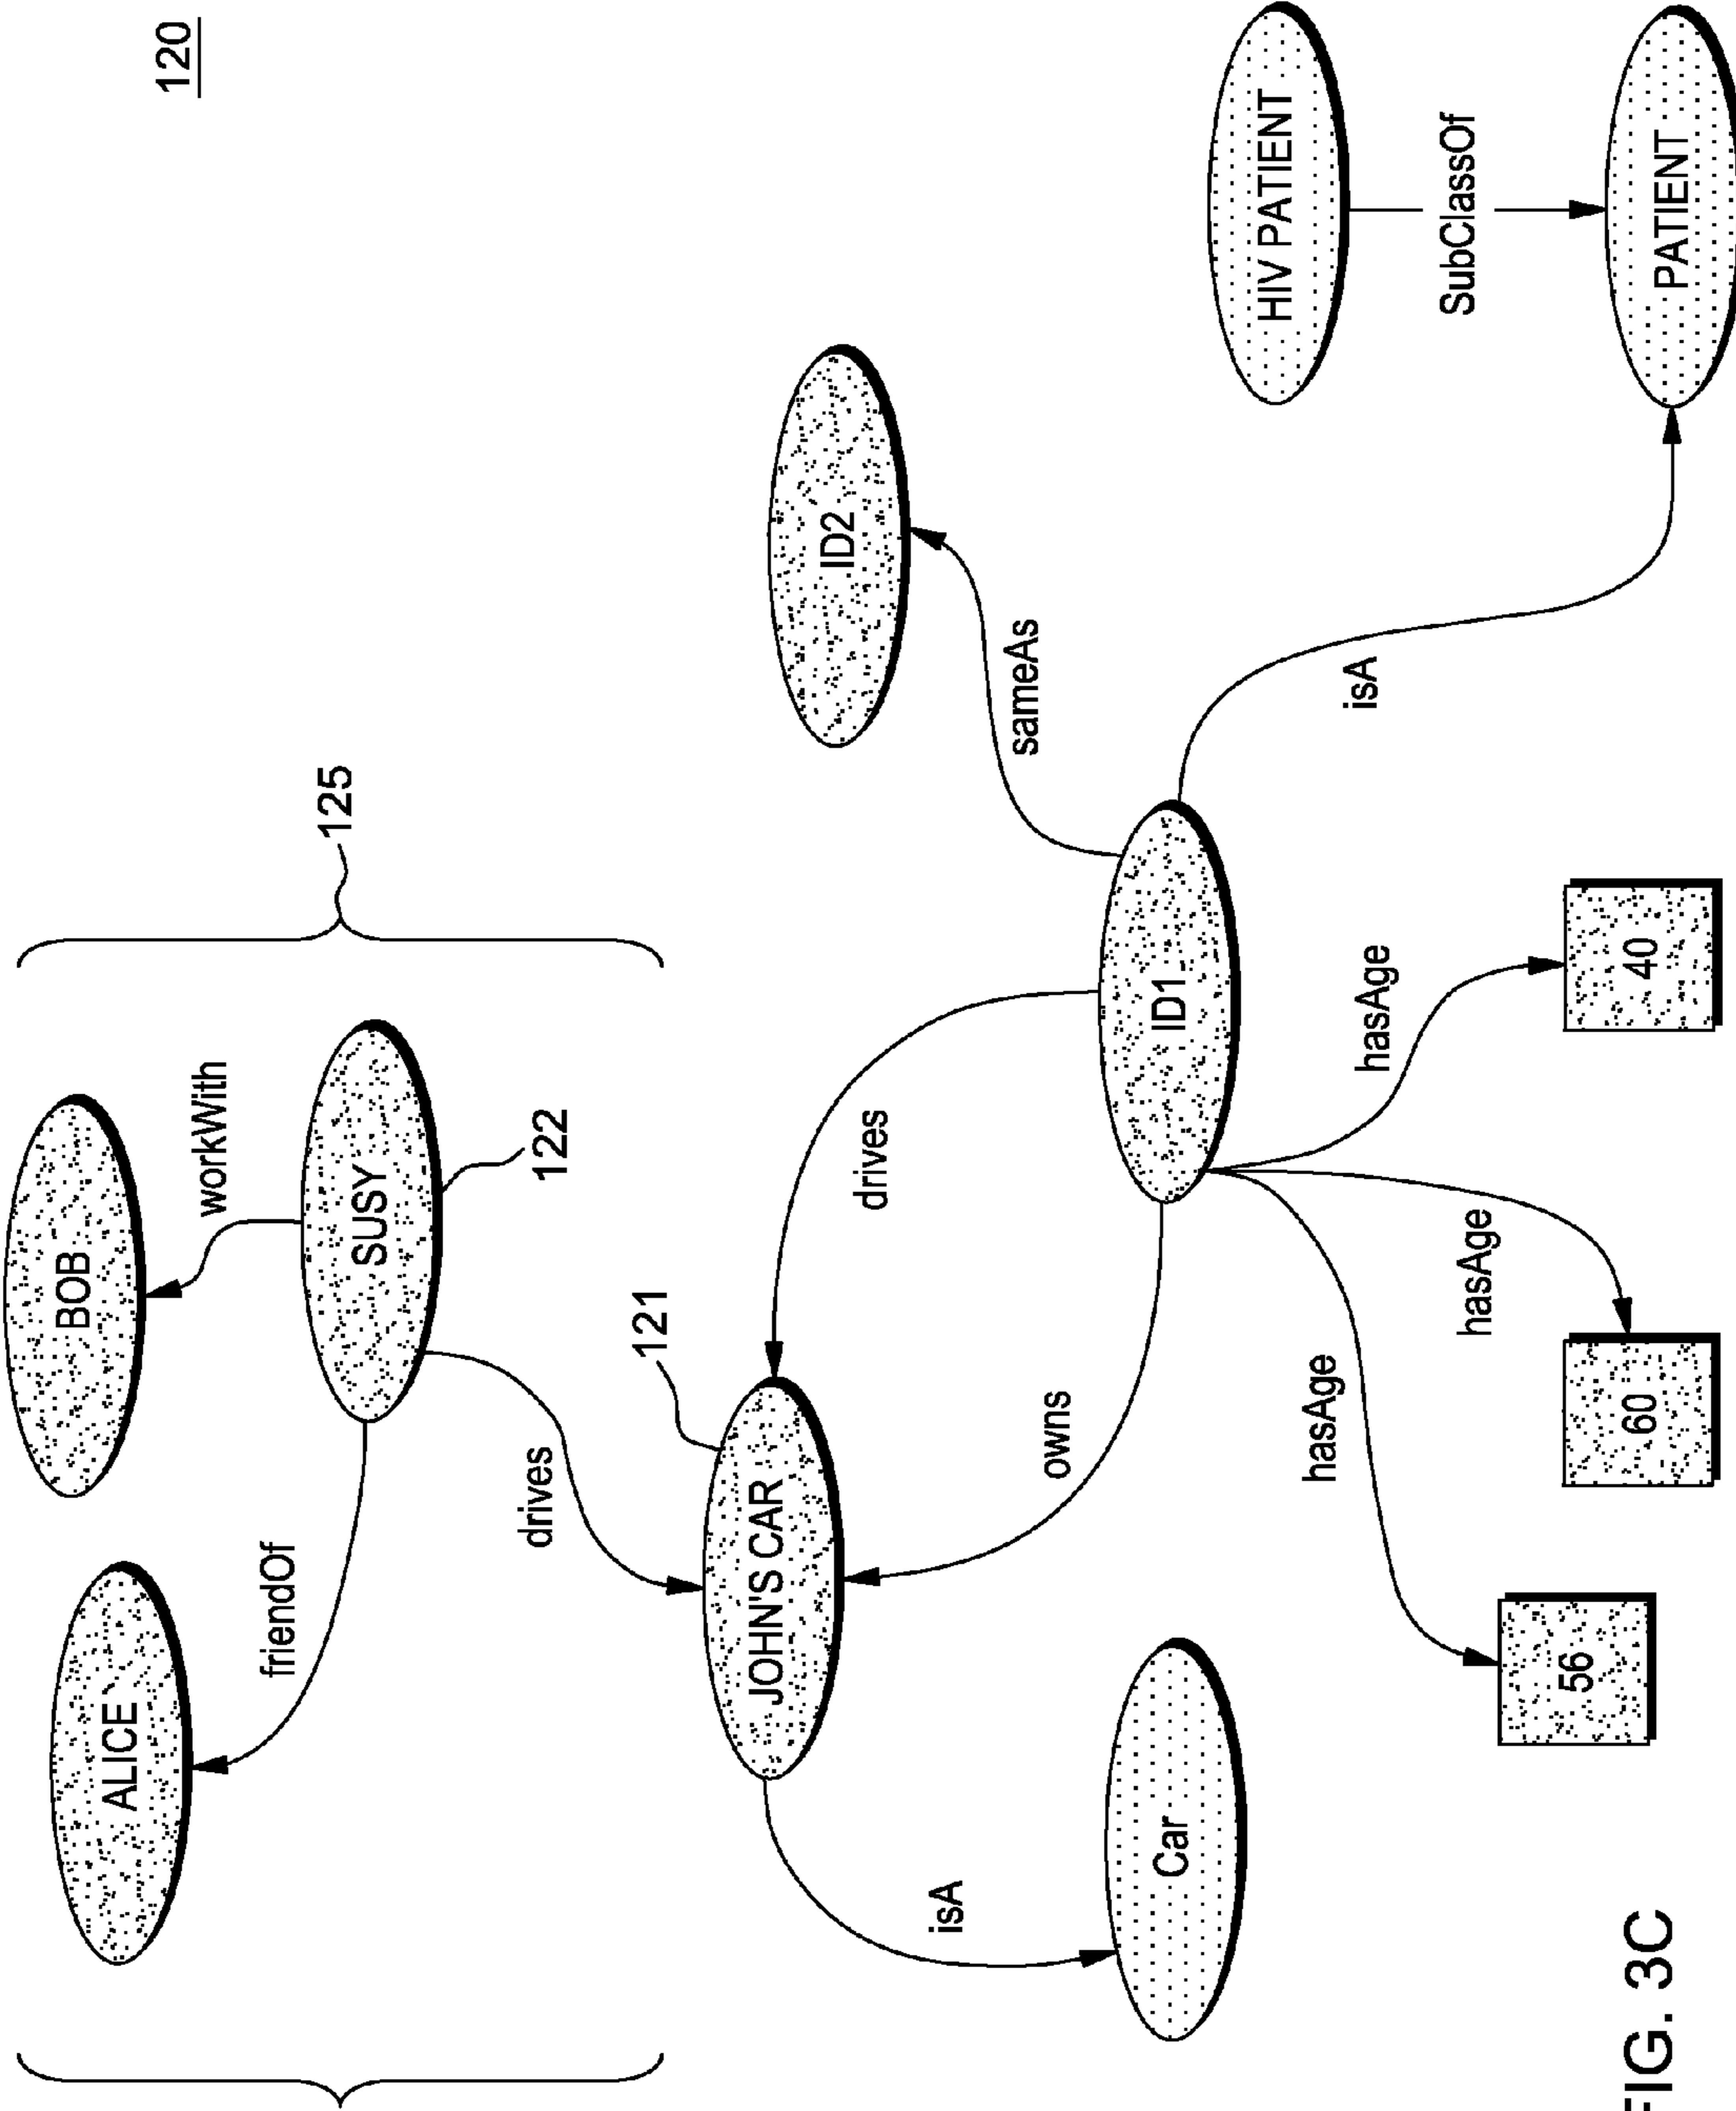 120
BOB
ALICE
workWith
friendOf
125
SUSY
122
drives
121
JOHN'S CAR
ID2
drives
isA
sameAs
owns
Car
ID1
HIV PATIENT
hasAge
isA
hasAge
SubClassOf
hasAge
56
60
40
PATIENT
FIG. 3C